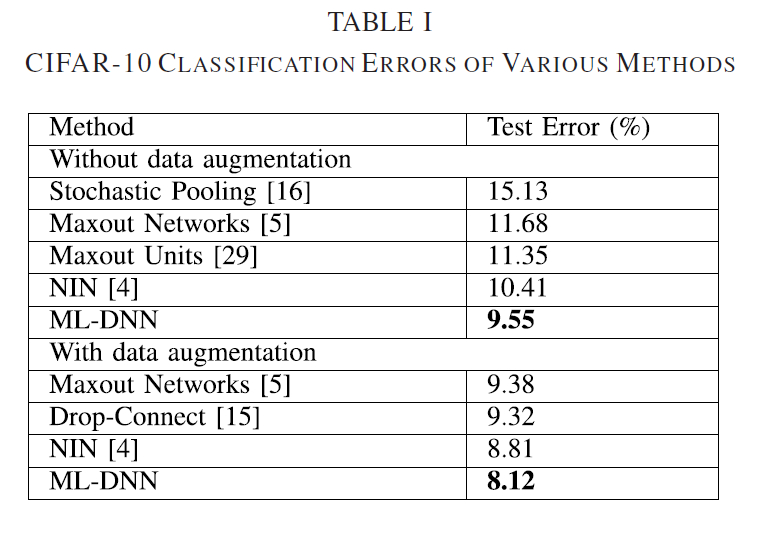 TABLE I
CIFAR-10 CLASSIFICATION ERRORS OF VARIOUS METHODS
Method Test Error (%)
Without data augmentation
Stochastic Pooling [16] 15.13
Maxout Networks [5] 11.68
Maxout Units [29] 11.35
NIN [4] 10.41
ML-DNN 9.55
With data augmentation
Maxout Networks [5] 9.38
Drop-Connect [15] 9.32
NIN [4] 8.81
ML-DNN 8.12